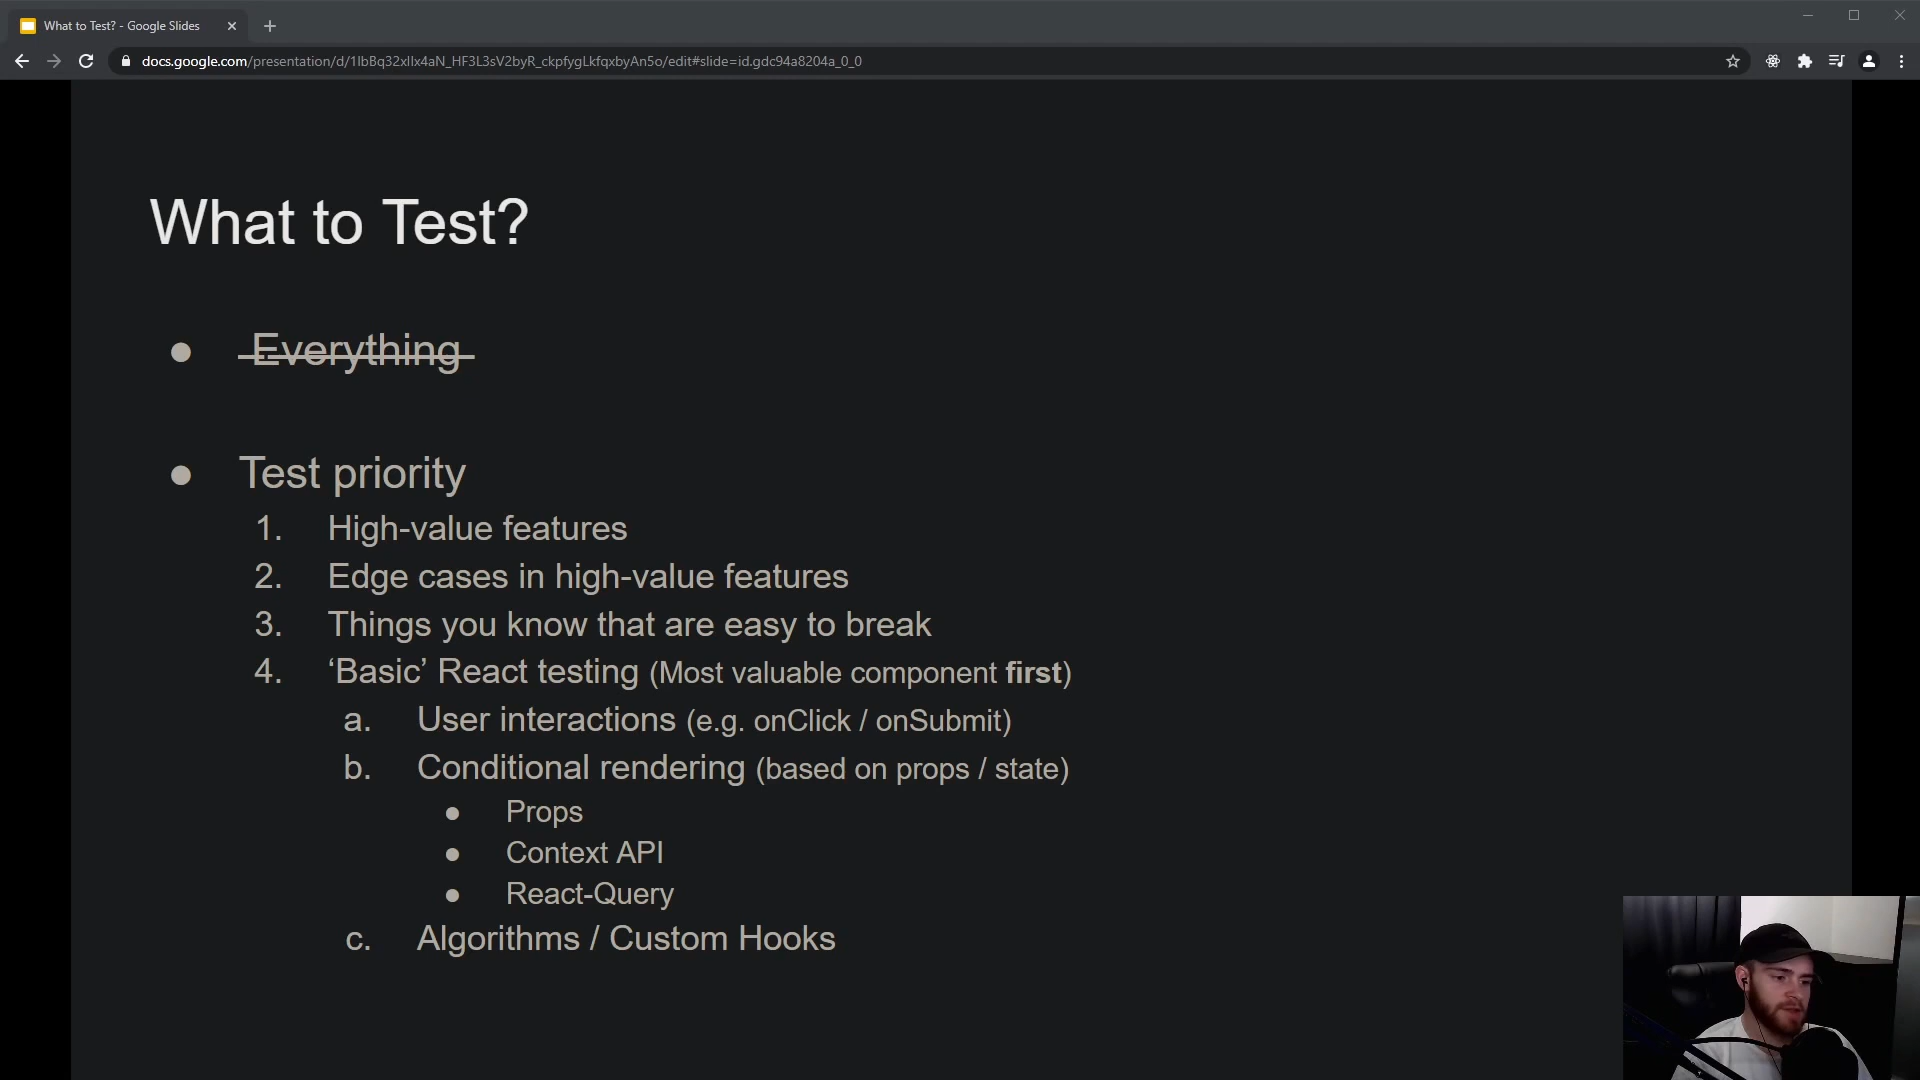 What to Test? - Google Slides
docs.google.com/presentation/d/1IbBq32xIlx4aN_HF3L3sV2byR_ckpfygLkfqxbyAn5o/edit#slide=id.gdc94a8204a_0_0
What to Test?
● Everything
● Test priority
1. High-value features
2. Edge cases in high-value features
3. Things you know that are easy to break
4. ‘Basic’ React testing (Most valuable component first)
a. User interactions (e.g. onClick / onSubmit)
b. Conditional rendering (based on props / state)
● Props
● Context API
● React-Query
c. Algorithms / Custom Hooks